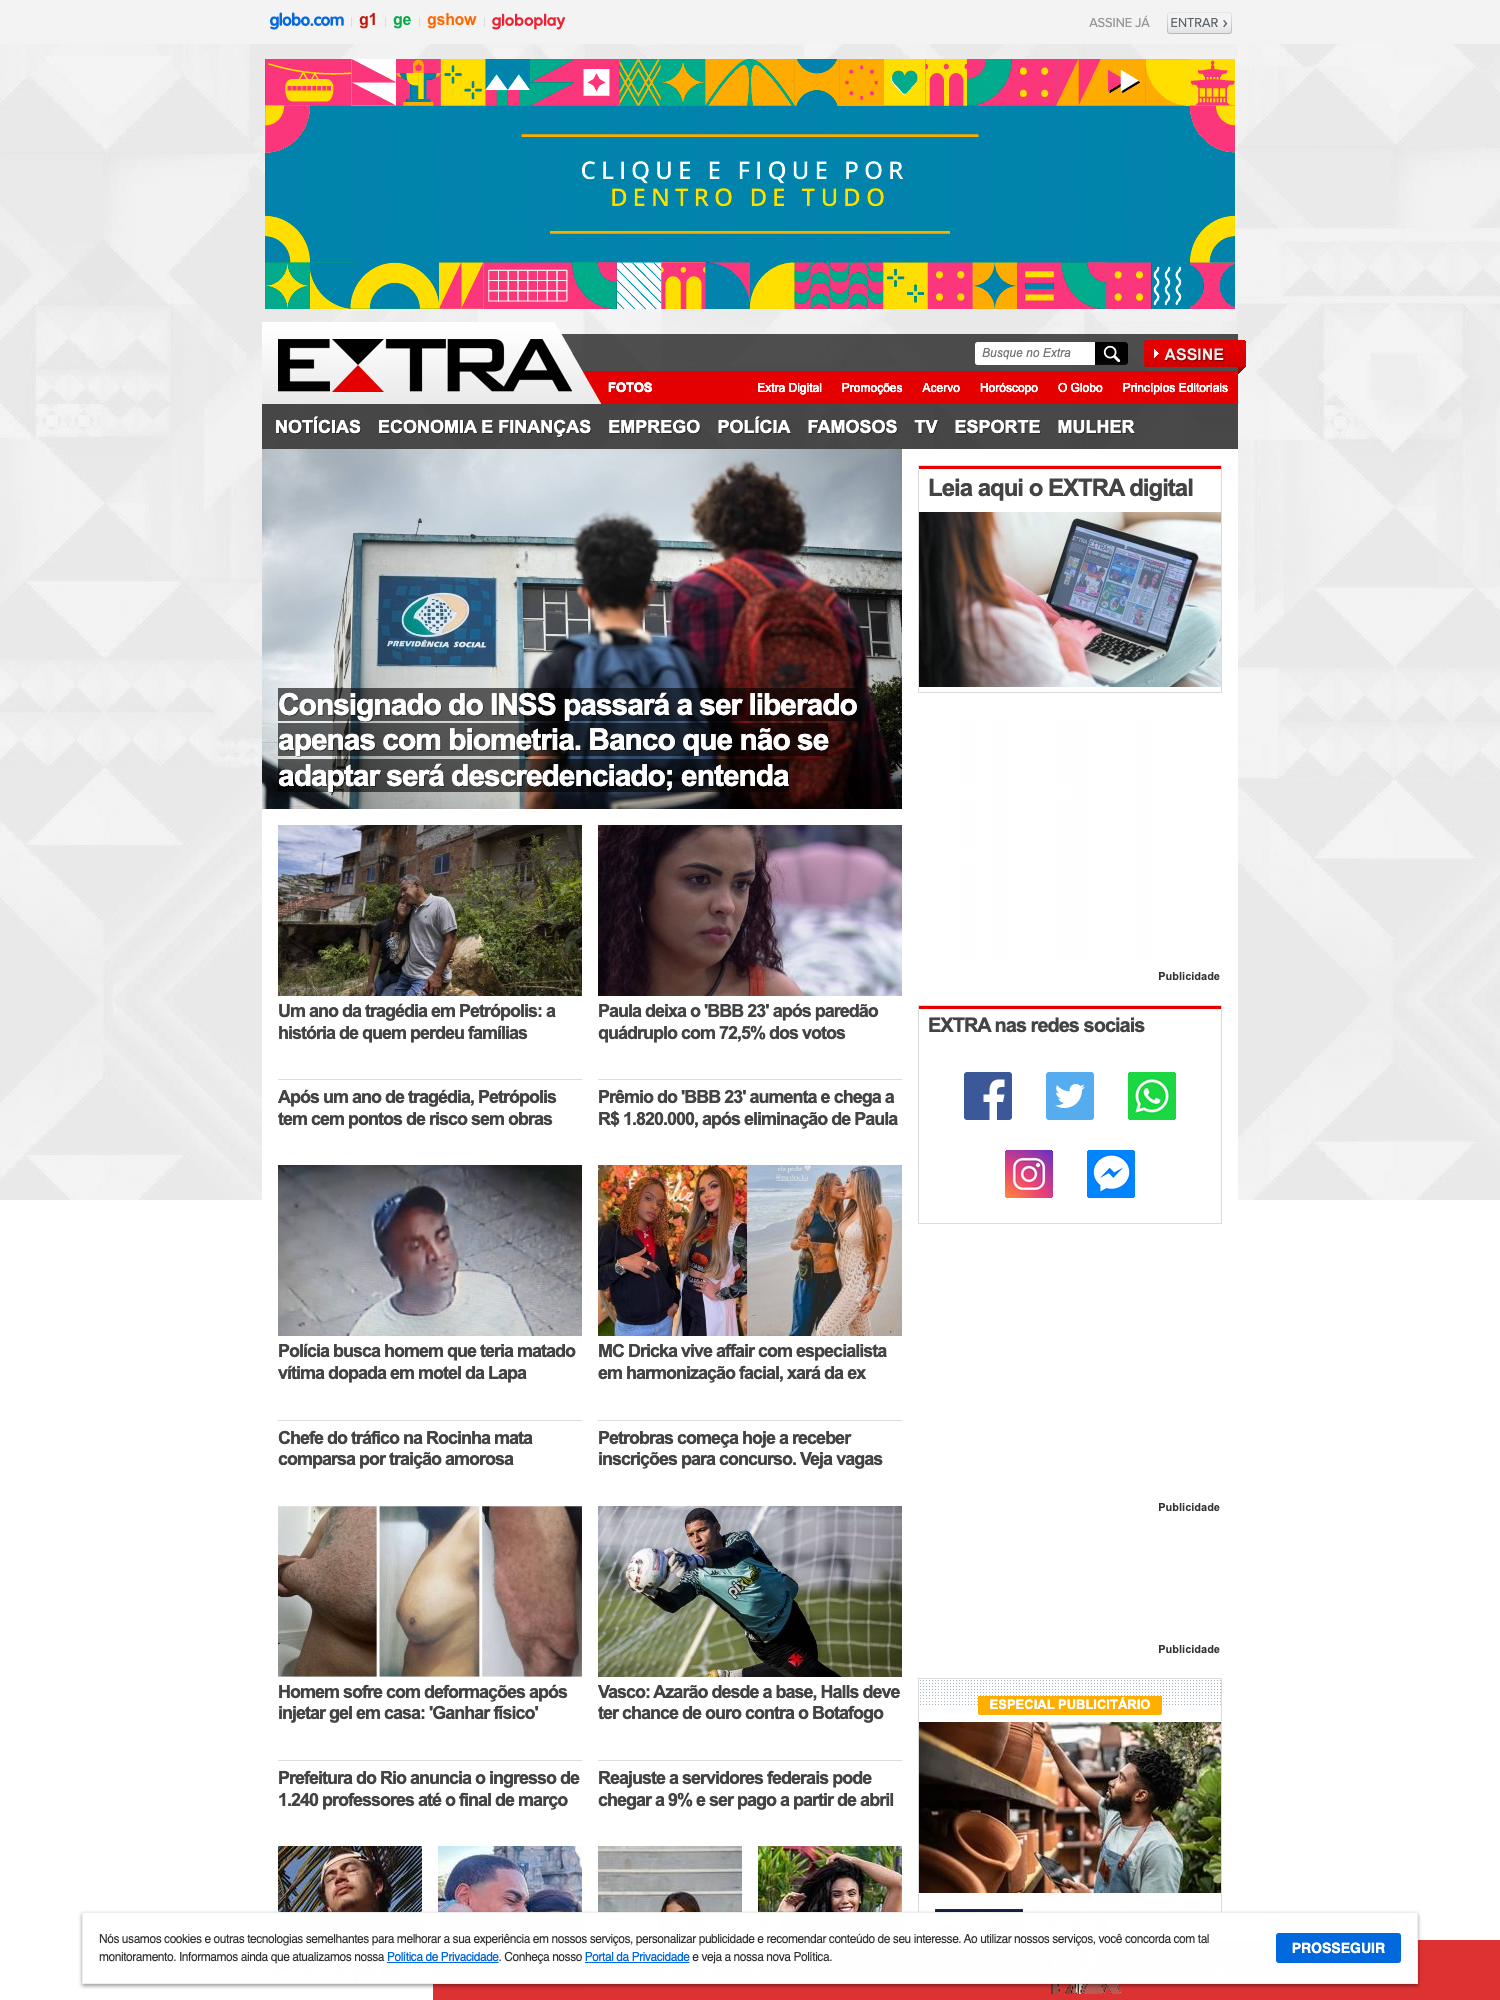 globo.com
g1
ge
gshow
globoplay
ASSINE JÁ
ENTRAR ›
CLIQUE E FIQUE POR
DENTRO DE TUDO
EXTRA
Busque no Extra
ASSINE
FOTOS
Extra Digital
Promoções
Acervo
Horóscopo
O Globo
Princípios Editoriais
NOTÍCIAS
ECONOMIA E FINANÇAS
EMPREGO
POLÍCIA
FAMOSOS
TV
ESPORTE
MULHER
PREVIDÊNCIA SOCIAL
Consignado do INSS passará a ser liberado
apenas com biometria. Banco que não se
adaptar será descredenciado; entenda
Leia aqui o EXTRA digital
Um ano da tragédia em Petrópolis: a
história de quem perdeu famílias
Paula deixa o 'BBB 23' após paredão
quádruplo com 72,5% dos votos
Publicidade
EXTRA nas redes sociais
Após um ano de tragédia, Petrópolis
tem cem pontos de risco sem obras
Prêmio do 'BBB 23' aumenta e chega a
R$ 1.820.000, após eliminação de Paula
Polícia busca homem que teria matado
vítima dopada em motel da Lapa
MC Dricka vive affair com especialista
em harmonização facial, xará da ex
Chefe do tráfico na Rocinha mata
comparsa por traição amorosa
Petrobras começa hoje a receber
inscrições para concurso. Veja vagas
Publicidade
Homem sofre com deformações após
injetar gel em casa: 'Ganhar físico'
Vasco: Azarão desde a base, Halls deve
ter chance de ouro contra o Botafogo
Publicidade
ESPECIAL PUBLICITÁRIO
Prefeitura do Rio anuncia o ingresso de
1.240 professores até o final de março
Reajuste a servidores federais pode
chegar a 9% e ser pago a partir de abril
Nós usamos cookies e outras tecnologias semelhantes para melhorar a sua experiência em nossos serviços, personalizar publicidade e recomendar conteúdo de seu interesse. Ao utilizar nossos serviços, você concorda com tal
monitoramento. Informamos ainda que atualizamos nossa Política de Privacidade. Conheça nosso Portal da Privacidade e veja a nossa nova Política.
PROSSEGUIR